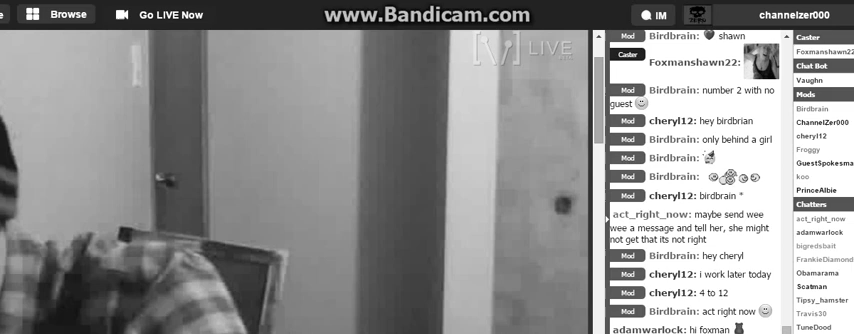 e
Browse
Go LIVE Now
www.Bandicam.com
IM
channelzer000
[V] LIVE
Mod Birdbrain: shawn
Caster
Foxmanshawn22:
Mod Birdbrain: number 2 with no
guest
Mod cheryl12: hey birdbrian
Mod Birdbrain: only behind a girl
Mod Birdbrain:
Mod Birdbrain:
Mod cheryl12: birdbrain *
act_right_now: maybe send wee
wee a message and tell her, she might
not get that its not right
Mod Birdbrain: hey cheryl
Mod cheryl12: i work later today
Mod cheryl12: 4 to 12
Mod Birdbrain: act right now
adamwarlock: hi foxman
Caster
Foxmanshawn22
Chat Bot
Vaughn
Mods
Birdbrain
ChannelZer000
cheryl12
Froggy
GuestSpokesma
koo
PrinceAlbie
Chatters
act_right_now
adamwarlock
bigredsbait
FrankieDiamond
Obamarama
Scatman
Tipsy_hamster
Travis30
TuneDood